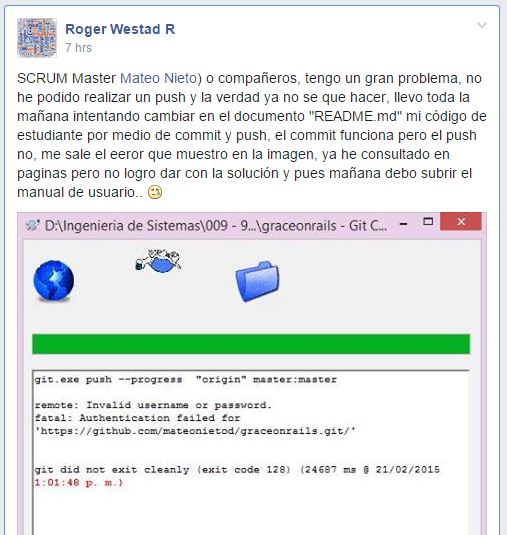 Roger Westad R
7 hrs
SCRUM Master Mateo Nieto) o compañeros, tengo un gran problema, no
he podido realizar un push y la verdad ya no se que hacer, llevo toda la
mañana intentando cambiar en el documento "README.md" mi código de
estudiante por medio de commit y push, el commit funciona pero el push
no, me sale el eeror que muestro en la imagen, ya he consultado en
paginas pero no logro dar con la solución y pues mañana debo subrir el
manual de usuario..
D:\Ingenieria de Sistemas\009 - 9...\graceonrails - Git C...
git.exe push --progress "origin" master:master
remote: Invalid username or password.
fatal: Authentication failed for
'https://github.com/mateonietod/graceonrails.git/'
git did not exit cleanly (exit code 128) (24687 ms @ 21/02/2015
1:01:48 p. m.)